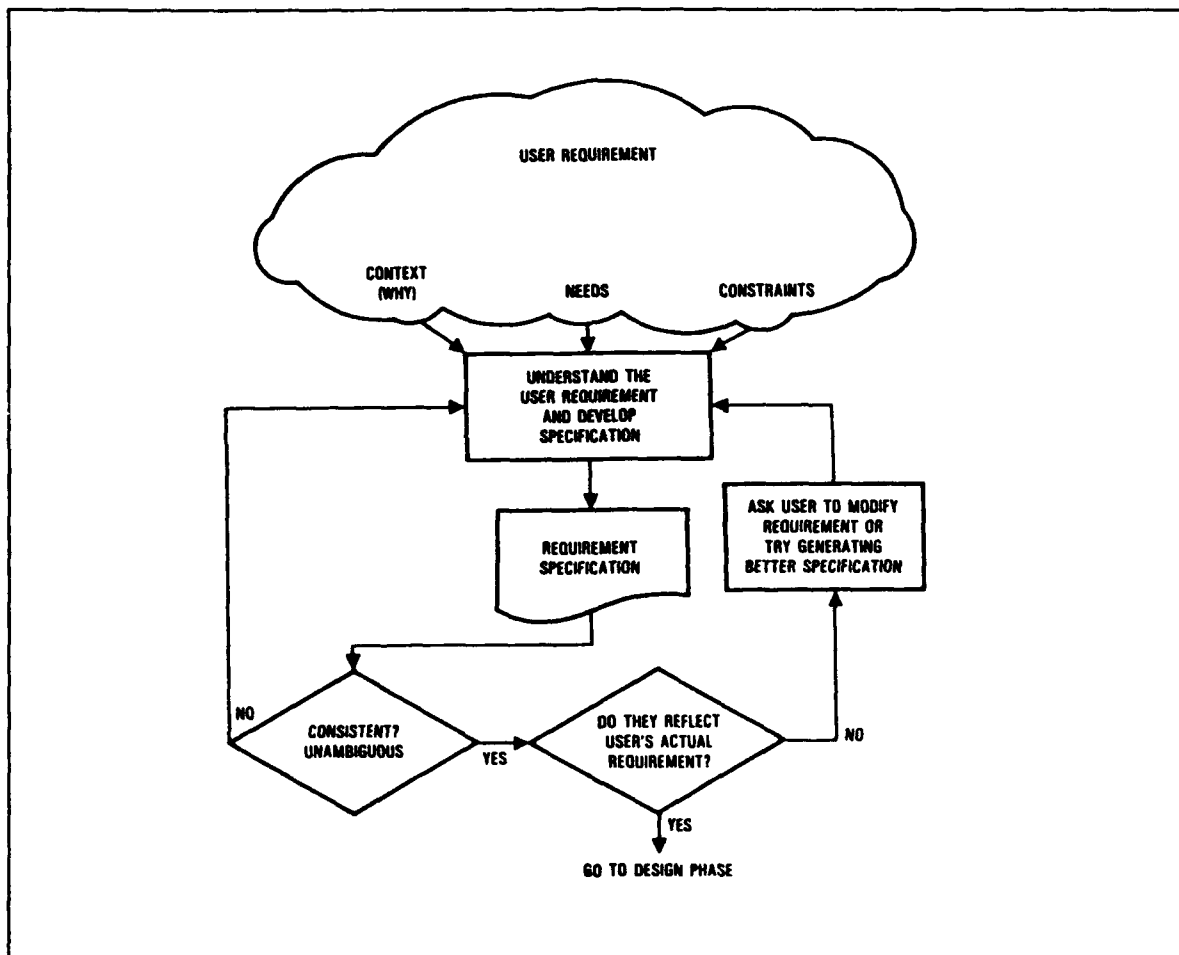 USER REQUIREMENT
CONTEXT
(WHY)
NEEDS
CONSTRAINTS
UNDERSTAND THE
USER REQUIREMENT
AND DEVELOP
SPECIFICATION
ASK USER TO MODIFY
REQUIREMENT OR
TRY GENERATING
BETTER SPECIFICATION
REQUIREMENT
SPECIFICATION
NO
CONSISTENT?
UNAMBIGUOUS
YES
DO THEY REFLECT
USER'S ACTUAL
REQUIREMENT?
NO
YES
GO TO DESIGN PHASE